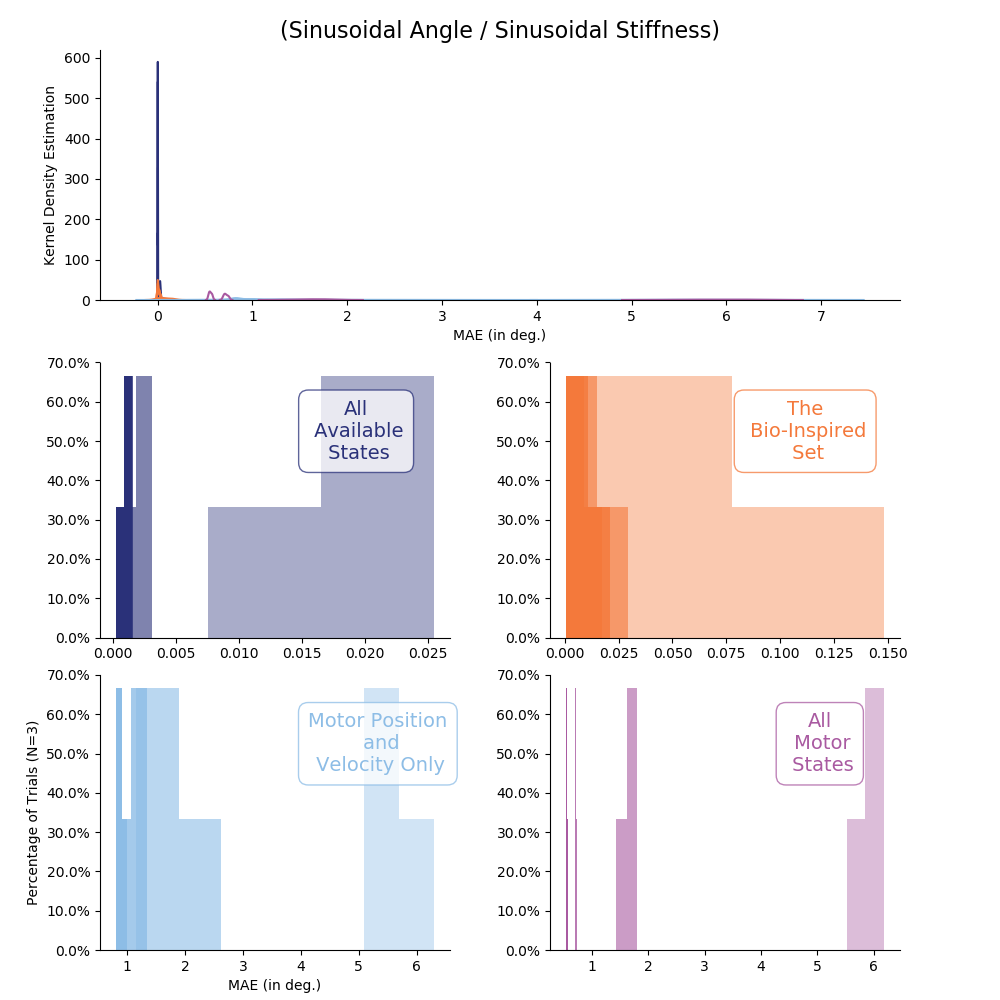 (Sinusoidal Angle / Sinusoidal Stiffness)
Kernel Density Estimation
600
500
400
300
200
100
0
0 1 2 3 4 5 6 7
MAE (in deg.)
70.0%
60.0%
50.0%
40.0%
30.0%
20.0%
10.0%
0.0%
All
Available
States
0.000 0.005 0.010 0.015 0.020 0.025
70.0%
60.0%
50.0%
40.0%
30.0%
20.0%
10.0%
0.0%
The
Bio-Inspired
Set
0.000 0.025 0.050 0.075 0.100 0.125 0.150
Percentage of Trials (N=3)
70.0%
60.0%
50.0%
40.0%
30.0%
20.0%
10.0%
0.0%
Motor Position
and
Velocity Only
1 2 3 4 5 6
MAE (in deg.)
70.0%
60.0%
50.0%
40.0%
30.0%
20.0%
10.0%
0.0%
All
Motor
States
1 2 3 4 5 6